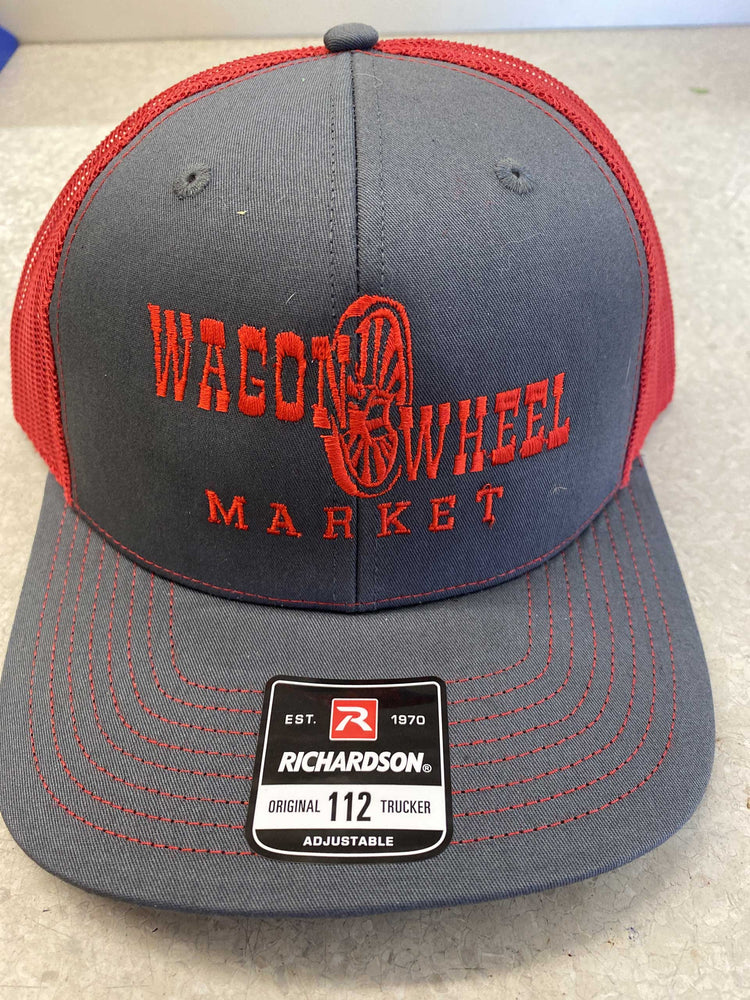 WAGON WHEEL
MARKET
EST. R 1970
RICHARDSON®
ORIGINAL 112 TRUCKER
ADJUSTABLE